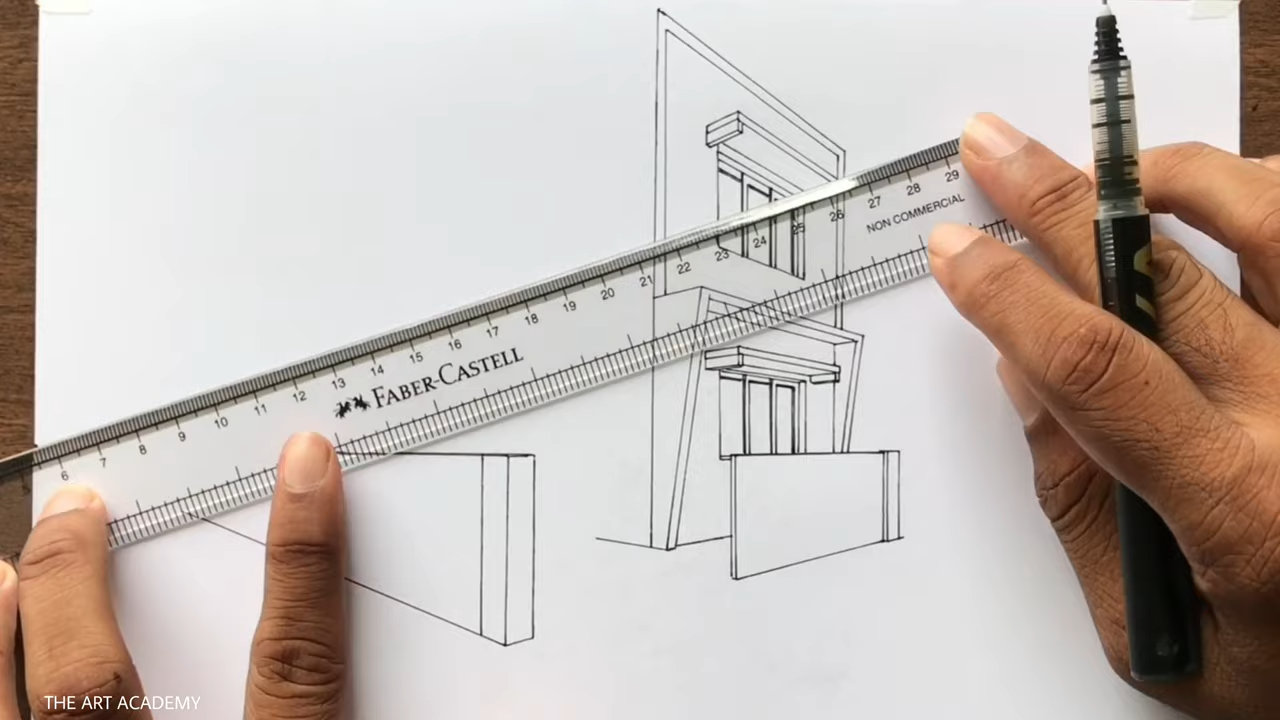 6 7 8 9 10 11 12 13 14 15 16 17 18 19 20 21 22 23 24 25 26 27 28 29
FABER-CASTELL
NON COMMERCIAL
THE ART ACADEMY